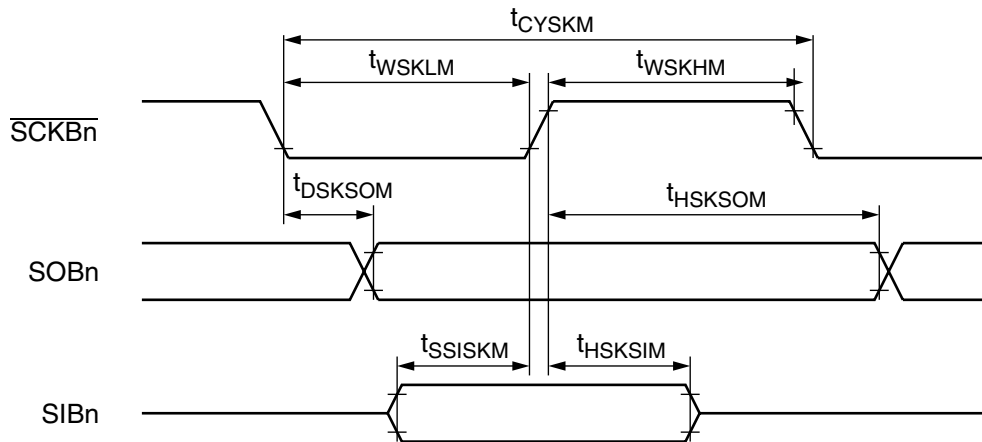 tCYSKM
tWSKLM tWSKHM
SCKBn
tDSKSOM tHSKSOM
SOBn
tSSISKM tHSKSIM
SIBn